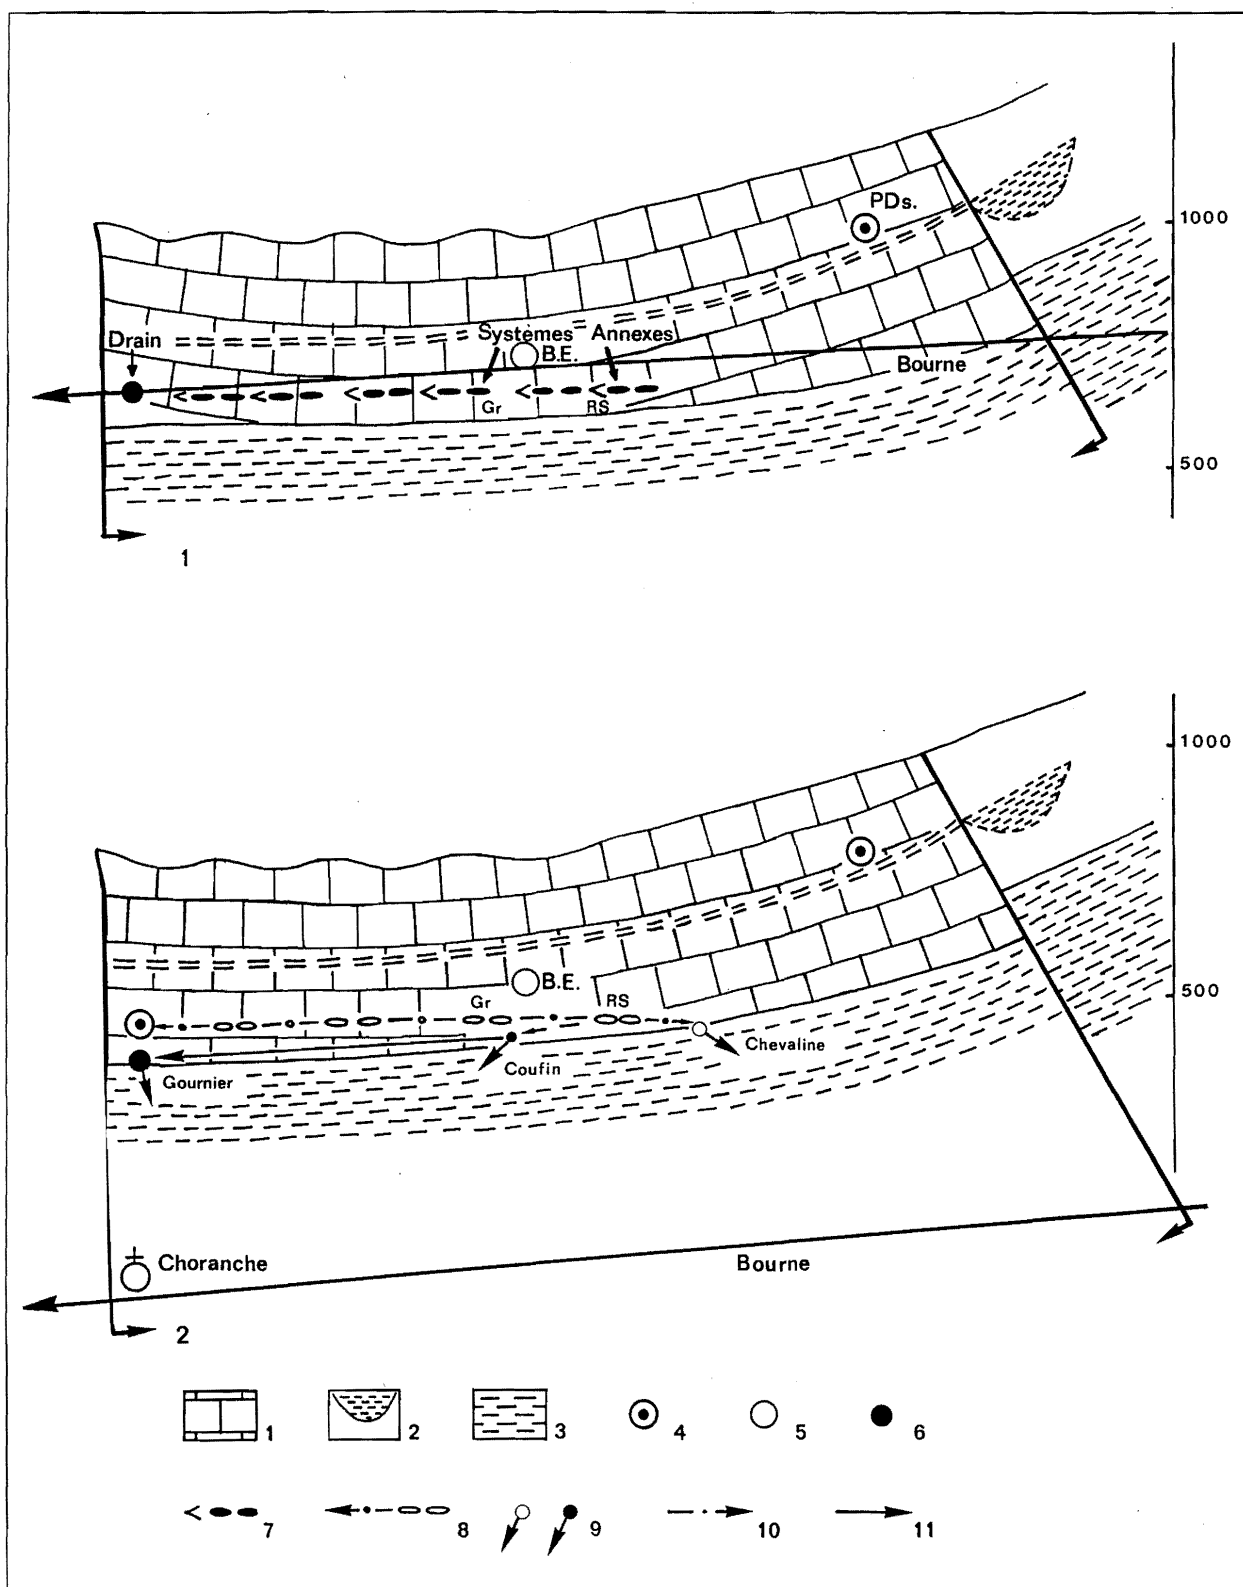 PDs.
1000
Drain
Systèmes
Annexes
B.E.
Bourne
Gr
RS
500
1
1000
B.E.
500
Gr
RS
Chevaline
Coufin
Gournier
Choranche
Bourne
2
1
2
3
4
5
6
7
8
9
10
11